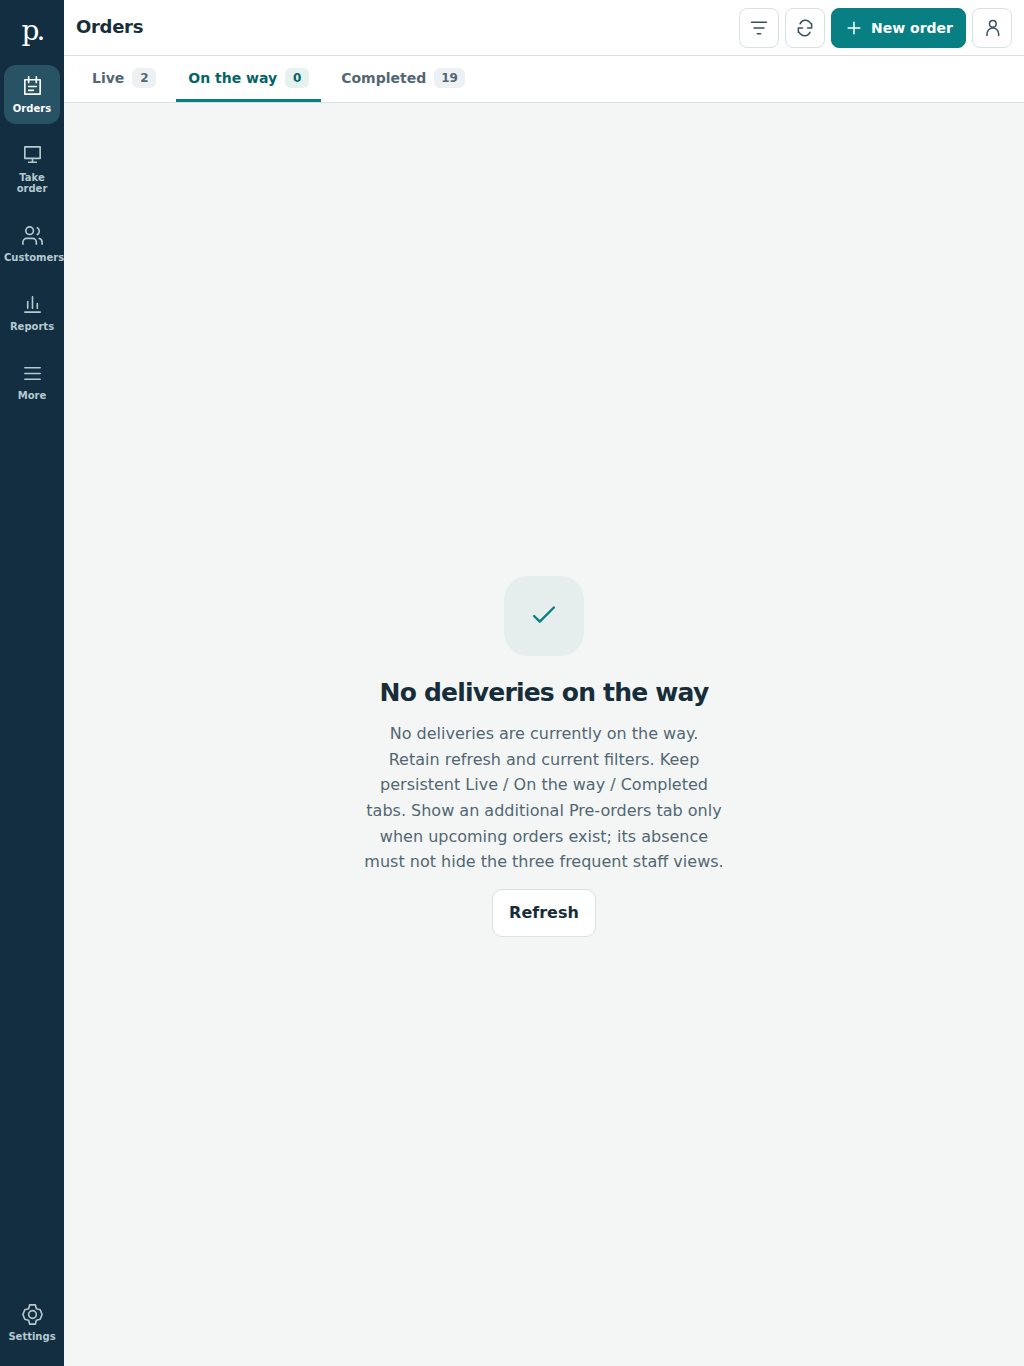 p.
Orders
New order
Live 2
On the way 0
Completed 19
Orders
Take
order
Customers
Reports
More
No deliveries on the way
No deliveries are currently on the way.
Retain refresh and current filters. Keep
persistent Live / On the way / Completed
tabs. Show an additional Pre-orders tab only
when upcoming orders exist; its absence
must not hide the three frequent staff views.
Refresh
Settings